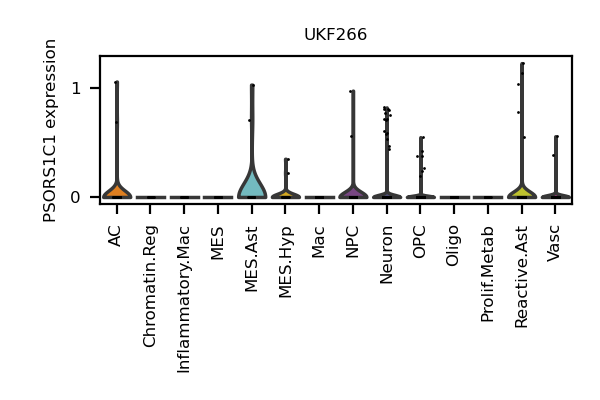 UKF266
PSORS1C1 expression
1
0
AC
Chromatin.Reg
Inflammatory.Mac
MES
MES.Ast
MES.Hyp
Mac
NPC
Neuron
OPC
Oligo
Prolif.Metab
Reactive.Ast
Vasc